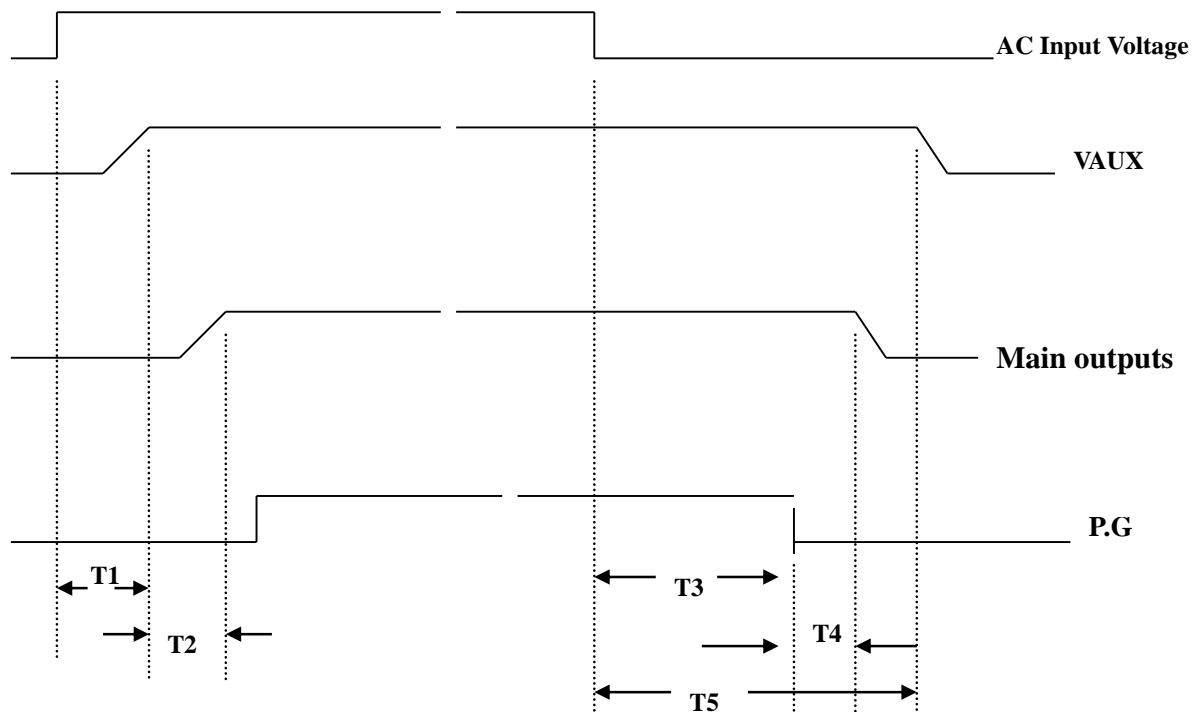 AC Input Voltage
VAUX
Main outputs
P.G
T1
T3
T2
T4
T5